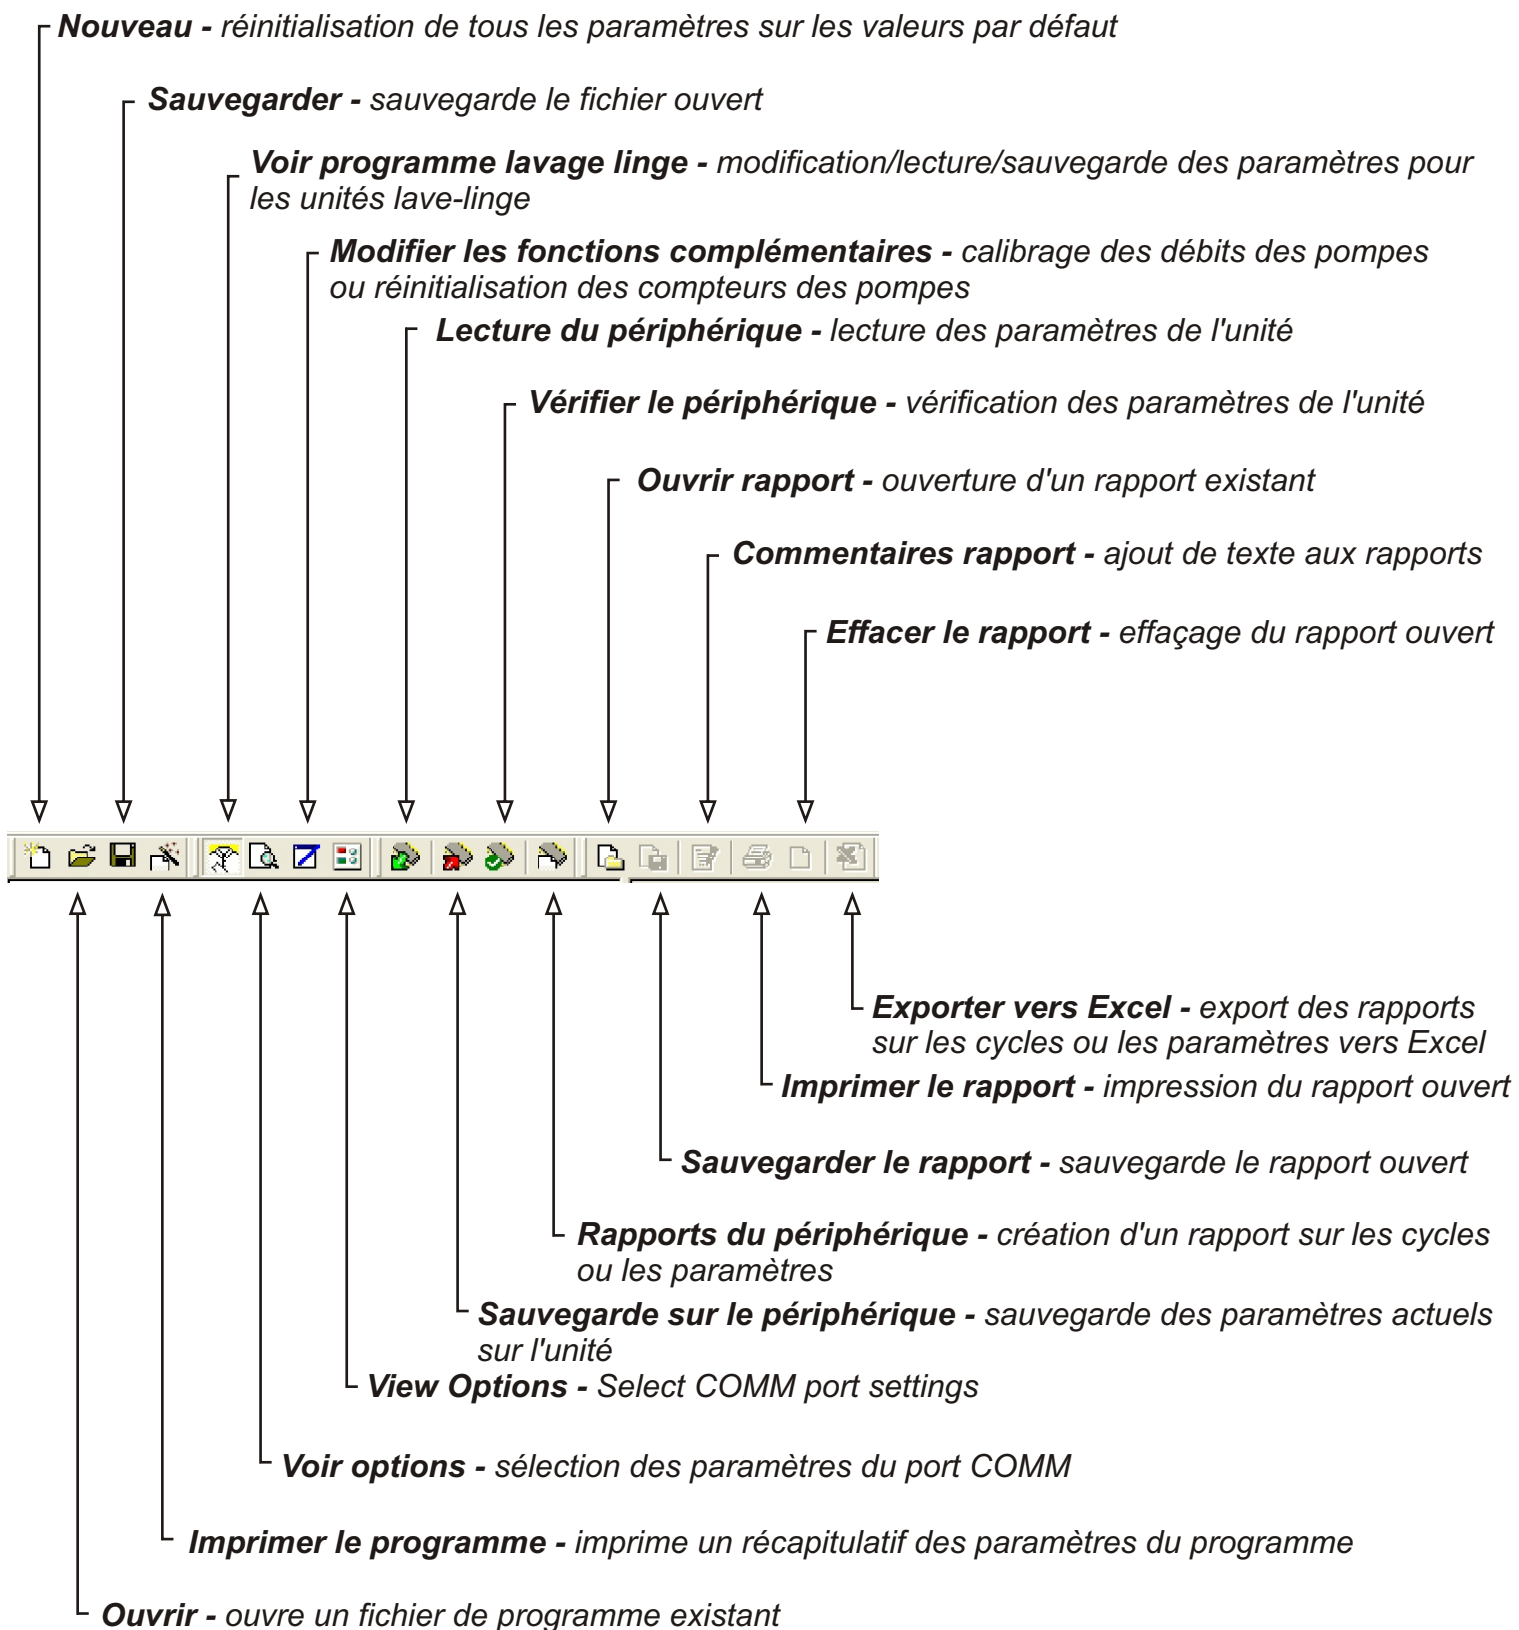 Nouveau - réinitialisation de tous les paramètres sur les valeurs par défaut
Sauvegarder - sauvegarde le fichier ouvert
Voir programme lavage linge - modification/lecture/sauvegarde des paramètres pour
les unités lave-linge
Modifier les fonctions complémentaires - calibrage des débits des pompes
ou réinitialisation des compteurs des pompes
Lecture du périphérique - lecture des paramètres de l'unité
Vérifier le périphérique - vérification des paramètres de l'unité
Ouvrir rapport - ouverture d'un rapport existant
Commentaires rapport - ajout de texte aux rapports
Effacer le rapport - effaçage du rapport ouvert
Exporter vers Excel - export des rapports
sur les cycles ou les paramètres vers Excel
Imprimer le rapport - impression du rapport ouvert
Sauvegarder le rapport - sauvegarde le rapport ouvert
Rapports du périphérique - création d'un rapport sur les cycles
ou les paramètres
Sauvegarde sur le périphérique - sauvegarde des paramètres actuels
sur l'unité
View Options - Select COMM port settings
Voir options - sélection des paramètres du port COMM
Imprimer le programme - imprime un récapitulatif des paramètres du programme
Ouvrir - ouvre un fichier de programme existant